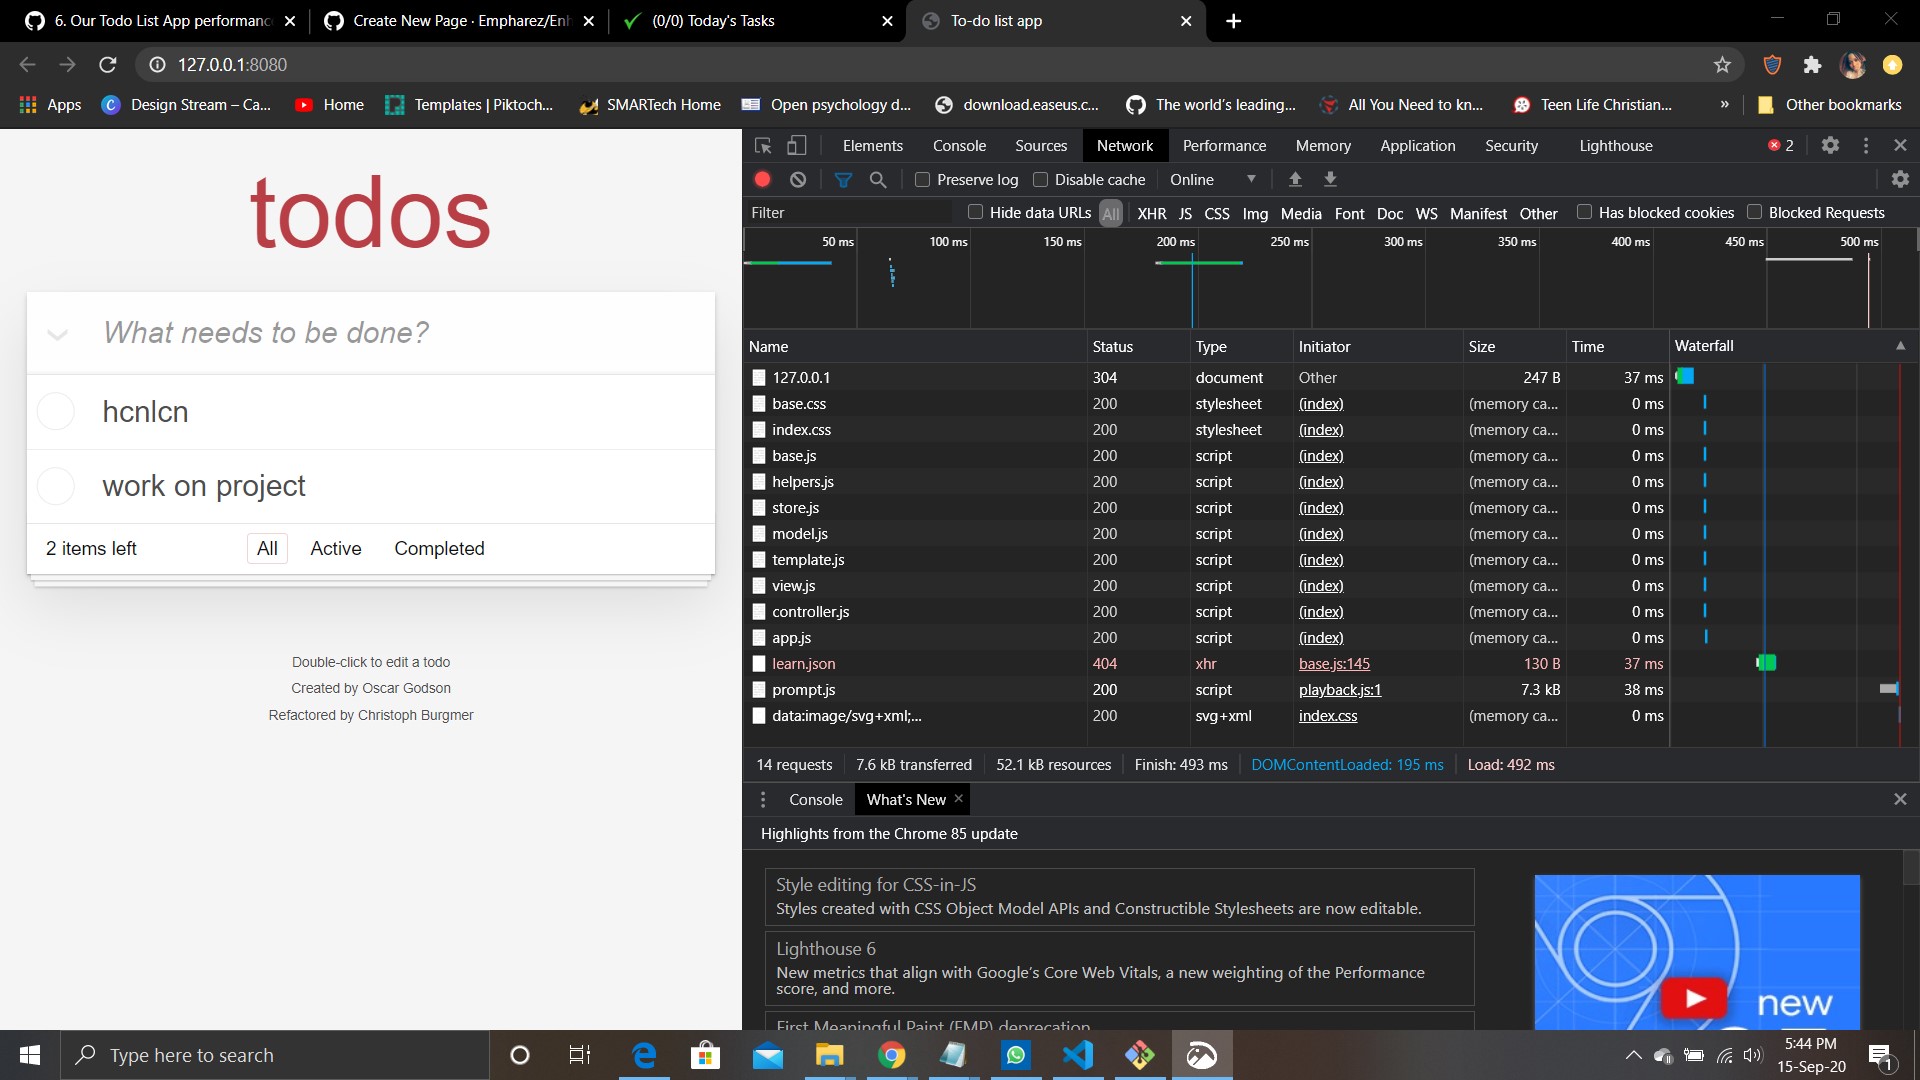 6. Our Todo List App performanc
Create New Page · Empharez/Enh
(0/0) Today's Tasks
To-do list app
127.0.0.1:8080
Apps
Design Stream – Ca...
Home
Templates | Piktoch...
SMARTech Home
Open psychology d...
download.easeus.c...
The world's leading...
All You Need to kn...
Teen Life Christian...
»
Other bookmarks
todos
What needs to be done?
hcnlcn
work on project
2 items left
All
Active
Completed
Double-click to edit a todo
Created by Oscar Godson
Refactored by Christoph Burgmer
Elements Console Sources Network Performance Memory Application Security Lighthouse 2
Preserve log Disable cache Online
Filter Hide data URLs All XHR JS CSS Img Media Font Doc WS Manifest Other Has blocked cookies Blocked Requests
50 ms 100 ms 150 ms 200 ms 250 ms 300 ms 350 ms 400 ms 450 ms 500 ms
Name Status Type Initiator Size Time Waterfall
127.0.0.1 304 document Other 247 B 37 ms
base.css 200 stylesheet (index) (memory ca... 0 ms
index.css 200 stylesheet (index) (memory ca... 0 ms
base.js 200 script (index) (memory ca... 0 ms
helpers.js 200 script (index) (memory ca... 0 ms
store.js 200 script (index) (memory ca... 0 ms
model.js 200 script (index) (memory ca... 0 ms
template.js 200 script (index) (memory ca... 0 ms
view.js 200 script (index) (memory ca... 0 ms
controller.js 200 script (index) (memory ca... 0 ms
app.js 200 script (index) (memory ca... 0 ms
learn.json 404 xhr base.js:145 130 B 37 ms
prompt.js 200 script playback.js:1 7.3 kB 38 ms
data:image/svg+xml;... 200 svg+xml index.css (memory ca... 0 ms
14 requests 7.6 kB transferred 52.1 kB resources Finish: 493 ms DOMContentLoaded: 195 ms Load: 492 ms
Console What's New
Highlights from the Chrome 85 update
Style editing for CSS-in-JS
Styles created with CSS Object Model APIs and Constructible Stylesheets are now editable.
Lighthouse 6
New metrics that align with Google's Core Web Vitals, a new weighting of the Performance
score, and more.
First Meaningful Paint (FMP) deprecation
new
Type here to search
5:44 PM
15-Sep-20
1